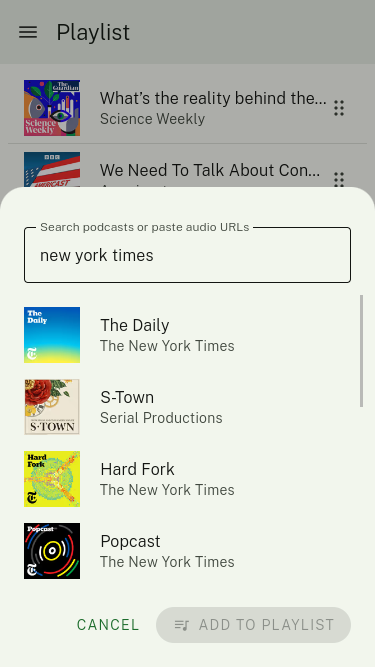 Playlist
The
Guardian
Science
Weekly
What's the reality behind the...
Science Weekly
BBC
AMERICAST
We Need To Talk About Con...
Search podcasts or paste audio URLs
new york times
The
Daily
The Daily
The New York Times
S-TOWN
S-Town
Serial Productions
Hard
Fork
Hard Fork
The New York Times
Popcast
Popcast
The New York Times
CANCEL
ADD TO PLAYLIST